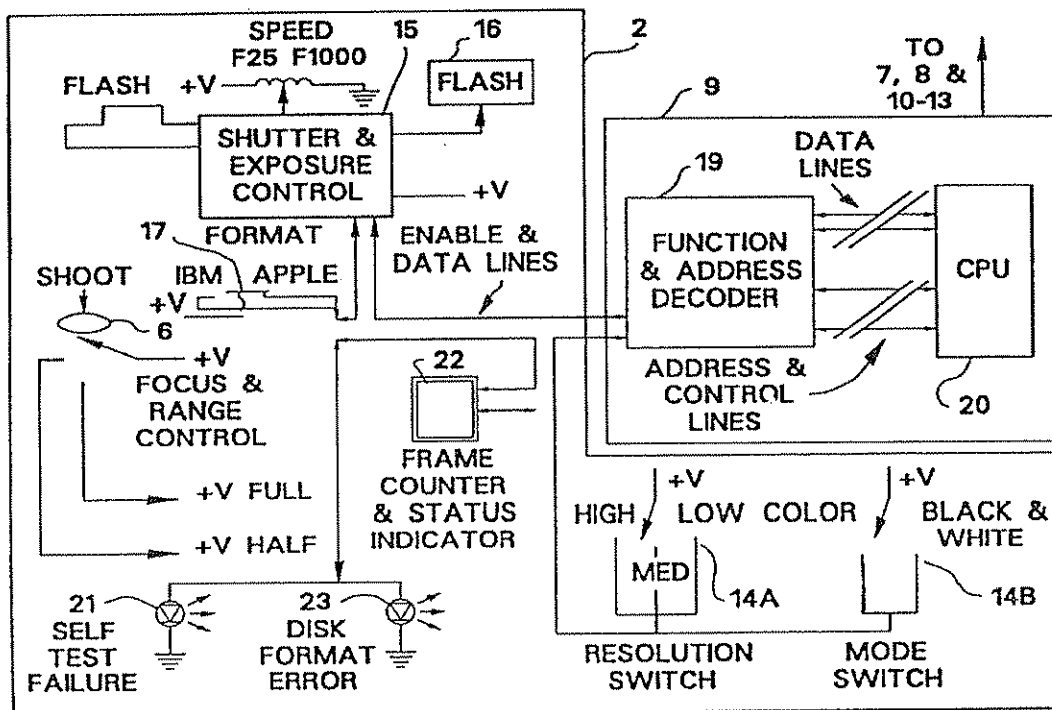 SPEED
F25 F1000
15
16
2
FLASH
+V
FLASH
TO
7, 8 &
10-13
9
SHUTTER &
EXPOSURE
CONTROL
+V
DATA
LINES
19
FUNCTION
& ADDRESS
DECODER
CPU
17
FORMAT
ENABLE &
DATA LINES
SHOOT
IBM APPLE
+V
6
+V
FOCUS &
RANGE
CONTROL
22
ADDRESS &
CONTROL
LINES
20
FRAME
COUNTER
& STATUS
INDICATOR
+V FULL
+V HALF
+V
HIGH LOW
MED
14A
RESOLUTION
SWITCH
+V
COLOR BLACK &
WHITE
14B
MODE
SWITCH
21
SELF
TEST
FAILURE
23
DISK
FORMAT
ERROR